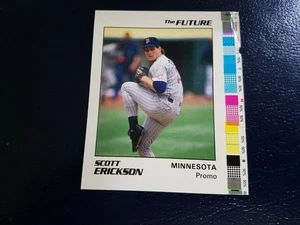 The FUTURE
SCOTT
ERICKSON
MINNESOTA
Promo